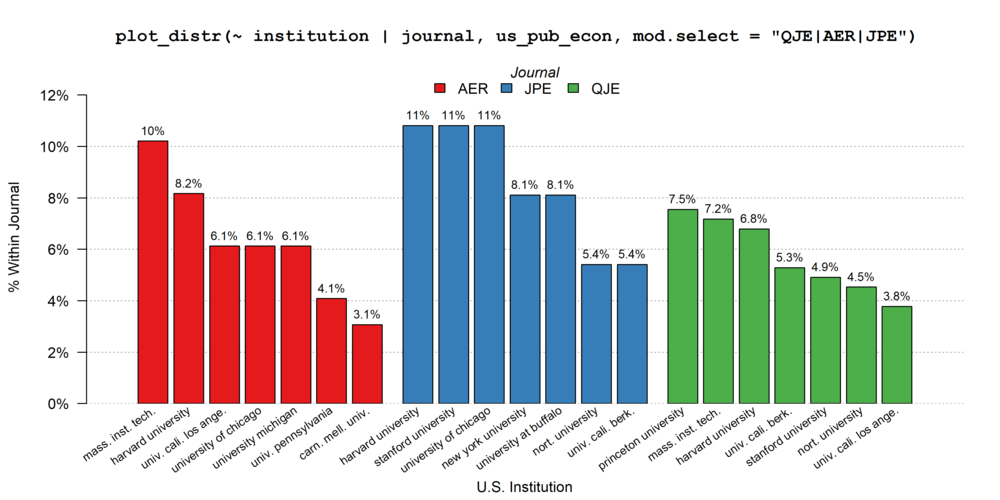 plot_distr(~ institution | journal, us_pub_econ, mod.select = "QJE|AER|JPE")
Journal
AER JPE QJE
% Within Journal
12%
10%
8%
6%
4%
2%
0%
10%
8.2%
6.1%
6.1%
6.1%
4.1%
3.1%
11%
11%
11%
8.1%
8.1%
5.4%
5.4%
7.5%
7.2%
6.8%
5.3%
4.9%
4.5%
3.8%
mass. inst. tech.
harvard university
univ. cali. los ange.
university of chicago
university michigan
univ. pennsylvania
carn. mell. univ.
harvard university
stanford university
university of chicago
new york university
university at buffalo
nort. university
univ. cali. berk.
princeton university
mass. inst. tech.
harvard university
univ. cali. berk.
stanford university
nort. university
univ. cali. los ange.
U.S. Institution